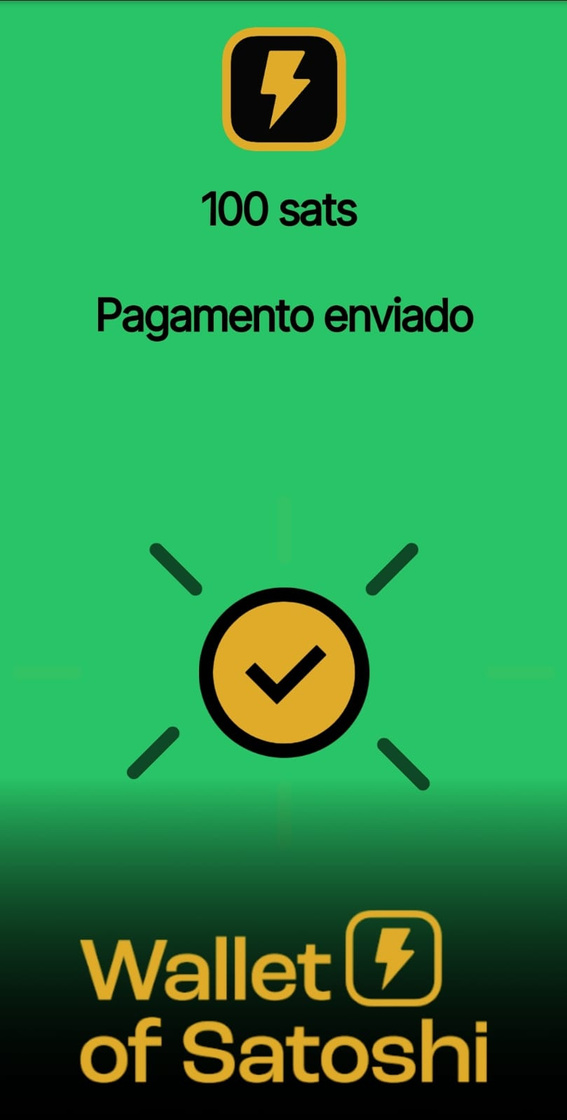 100 sats
Pagamento enviado
Wallet
of Satoshi